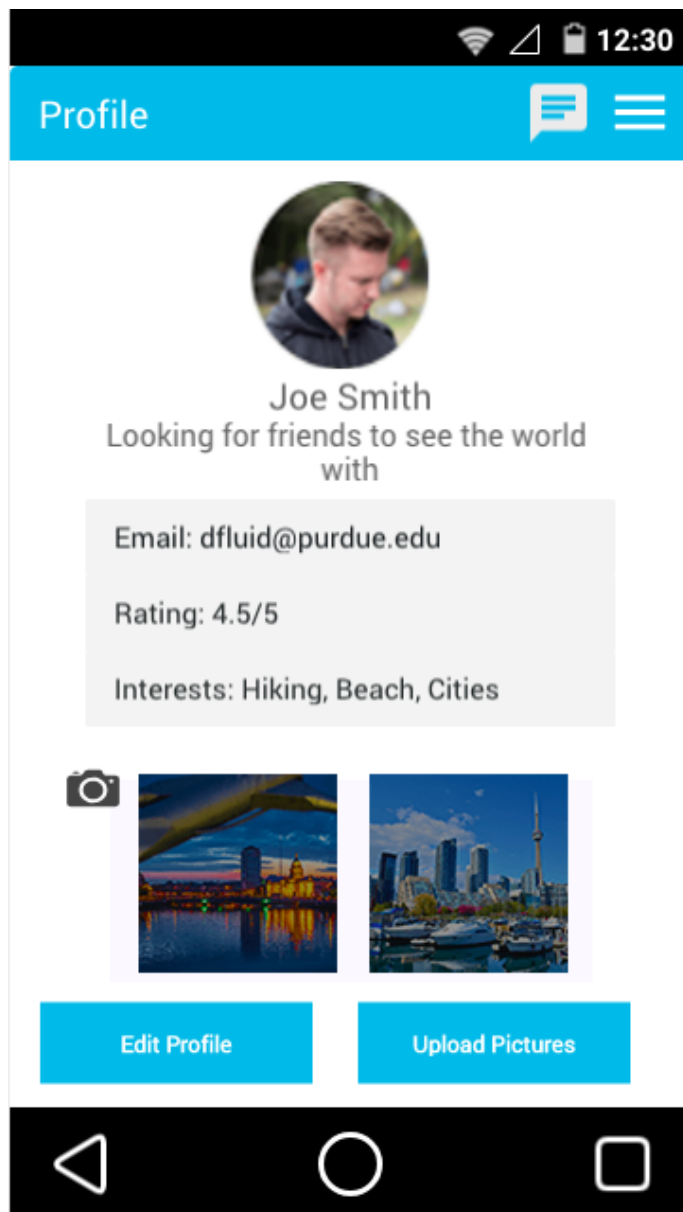 12:30
Profile
Joe Smith
Looking for friends to see the world
with
Email: dfluid@purdue.edu
Rating: 4.5/5
Interests: Hiking, Beach, Cities
Edit Profile
Upload Pictures